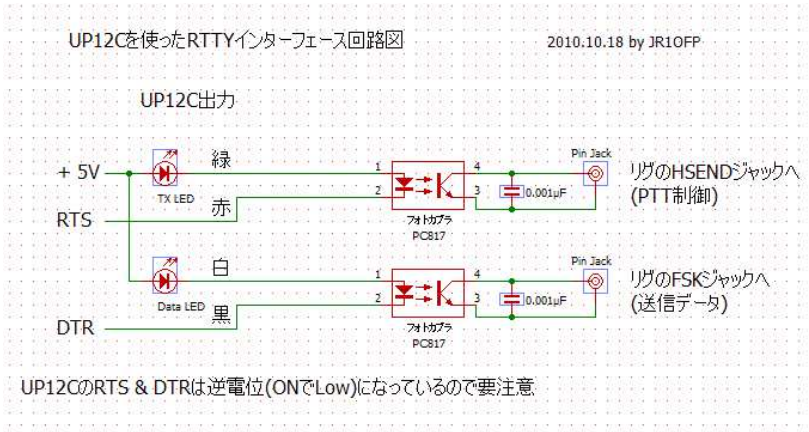 UP12Cを使ったRTTYインターフェース回路図
2010.10.18 by JR1OFP
UP12C出力
+ 5V
TX LED
緑
1
2
4
3
フォトカプラ
PC817
0.001μF
Pin Jack
リグのHSENDジャックへ
(PTT制御)
RTS
赤
Data LED
白
1
2
4
3
フォトカプラ
PC817
0.001μF
Pin Jack
リグのFSKジャックへ
(送信データ)
DTR
黒
UP12CのRTS & DTRは逆電位(ONでLow)になっているので要注意